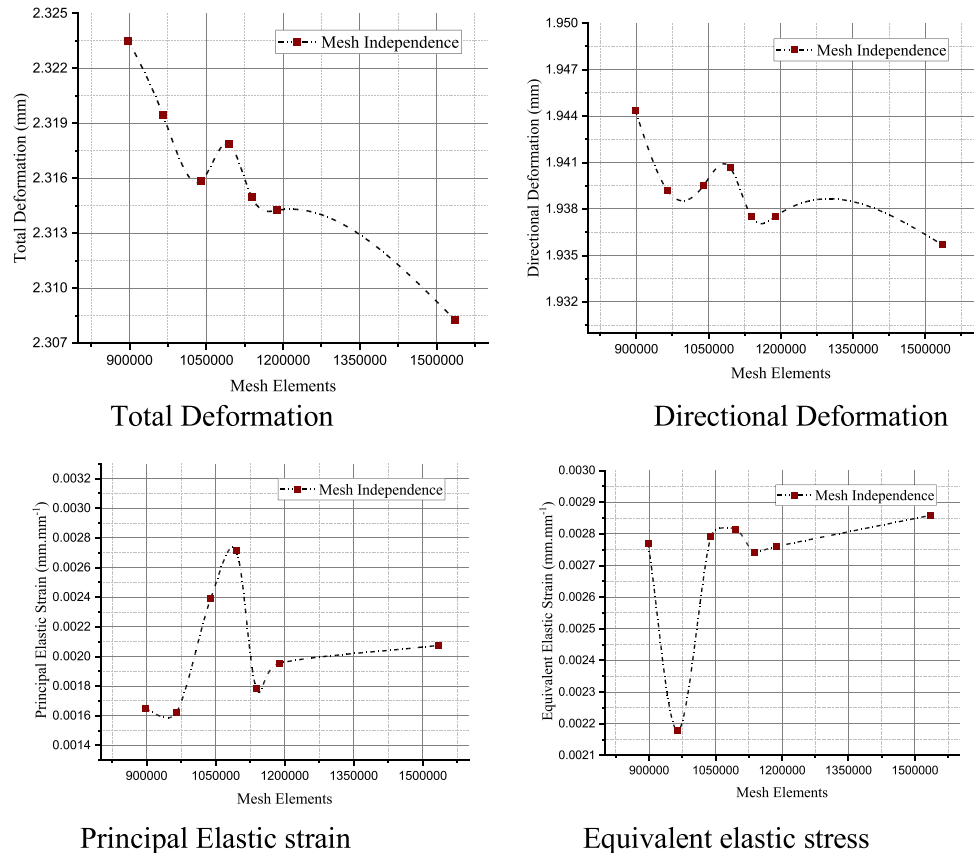 2.325
2.322
2.319
2.316
2.313
2.310
2.307
Total Deformation (mm)
Mesh Independence
900000 1050000 1200000 1350000 1500000
Mesh Elements
Total Deformation
1.950
1.947
1.944
1.941
1.938
1.935
1.932
Directional Deformation (mm)
Mesh Independence
900000 1050000 1200000 1350000 1500000
Mesh Elements
Directional Deformation
0.0032
0.0030
0.0028
0.0026
0.0024
0.0022
0.0020
0.0018
0.0016
0.0014
Principal Elastic Strain (mm.mm⁻¹)
Mesh Independence
900000 1050000 1200000 1350000 1500000
Mesh Elements
Principal Elastic strain
0.0030
0.0029
0.0028
0.0027
0.0026
0.0025
0.0024
0.0023
0.0022
0.0021
Equivalent Elastic Strain (mm.mm⁻¹)
Mesh Independence
900000 1050000 1200000 1350000 1500000
Mesh Elements
Equivalent elastic stress